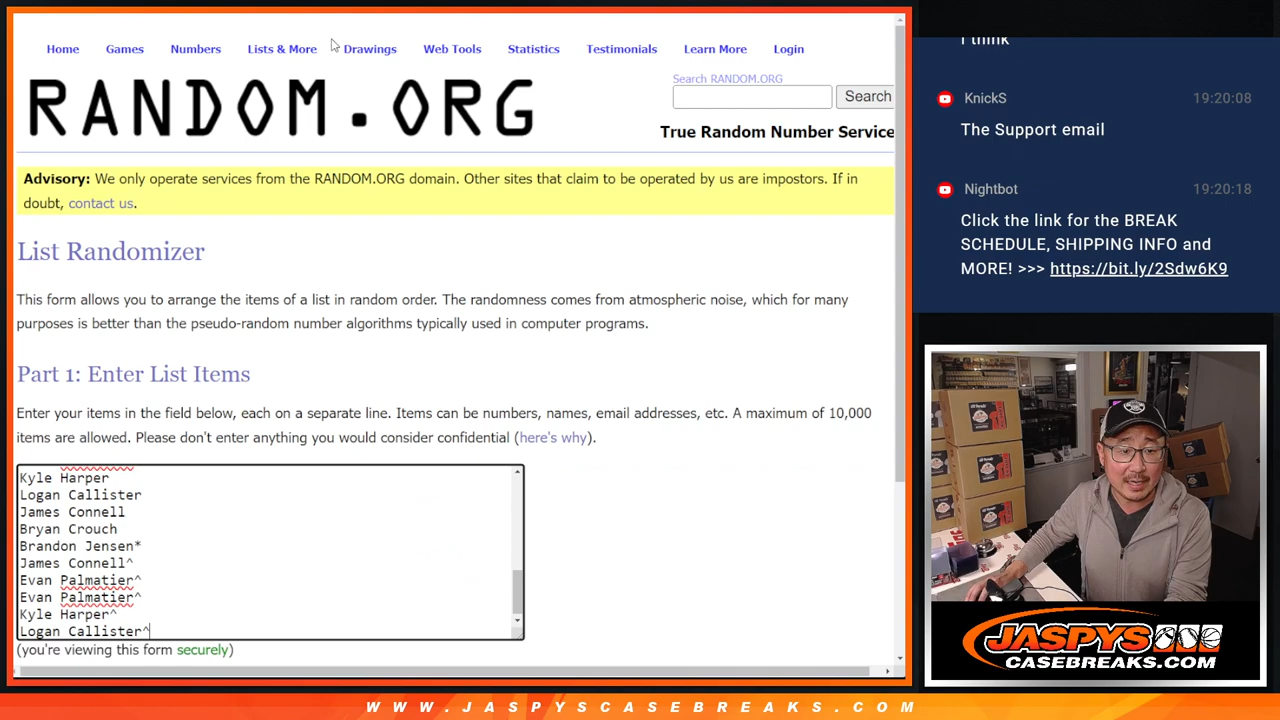 Home Games Numbers Lists & More Drawings Web Tools Statistics Testimonials Learn More Login
RANDOM.ORG
Search RANDOM.ORG
Search
True Random Number Service
Advisory: We only operate services from the RANDOM.ORG domain. Other sites that claim to be operated by us are impostors. If in
doubt, contact us.
List Randomizer
This form allows you to arrange the items of a list in random order. The randomness comes from atmospheric noise, which for many
purposes is better than the pseudo-random number algorithms typically used in computer programs.
Part 1: Enter List Items
Enter your items in the field below, each on a separate line. Items can be numbers, names, email addresses, etc. A maximum of 10,000
items are allowed. Please don't enter anything you would consider confidential (here's why).
Kyle Harper
Logan Callister
James Connell
Bryan Crouch
Brandon Jensen*
James Connell^
Evan Palmatier^
Evan Palmatier^
Kyle Harper^
Logan Callister^
(you're viewing this form securely)
I think
KnickS 19:20:08
The Support email
Nightbot 19:20:18
Click the link for the BREAK
SCHEDULE, SHIPPING INFO and
MORE! >>> https://bit.ly/2Sdw6K9
JASPYS
CASEBREAKS.COM
WWW.JASPYSCASEBREAKS.COM